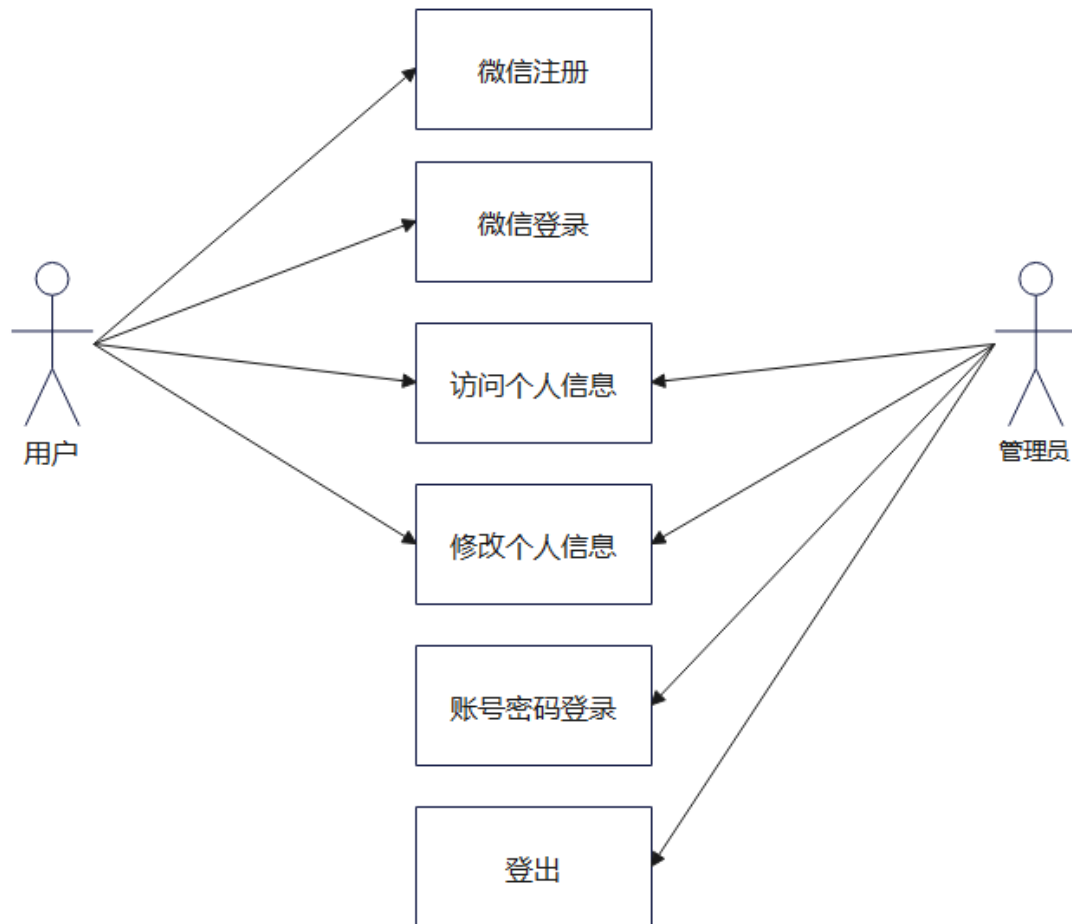 微信注册
微信登录
访问个人信息
用户
管理员
修改个人信息
账号密码登录
登出